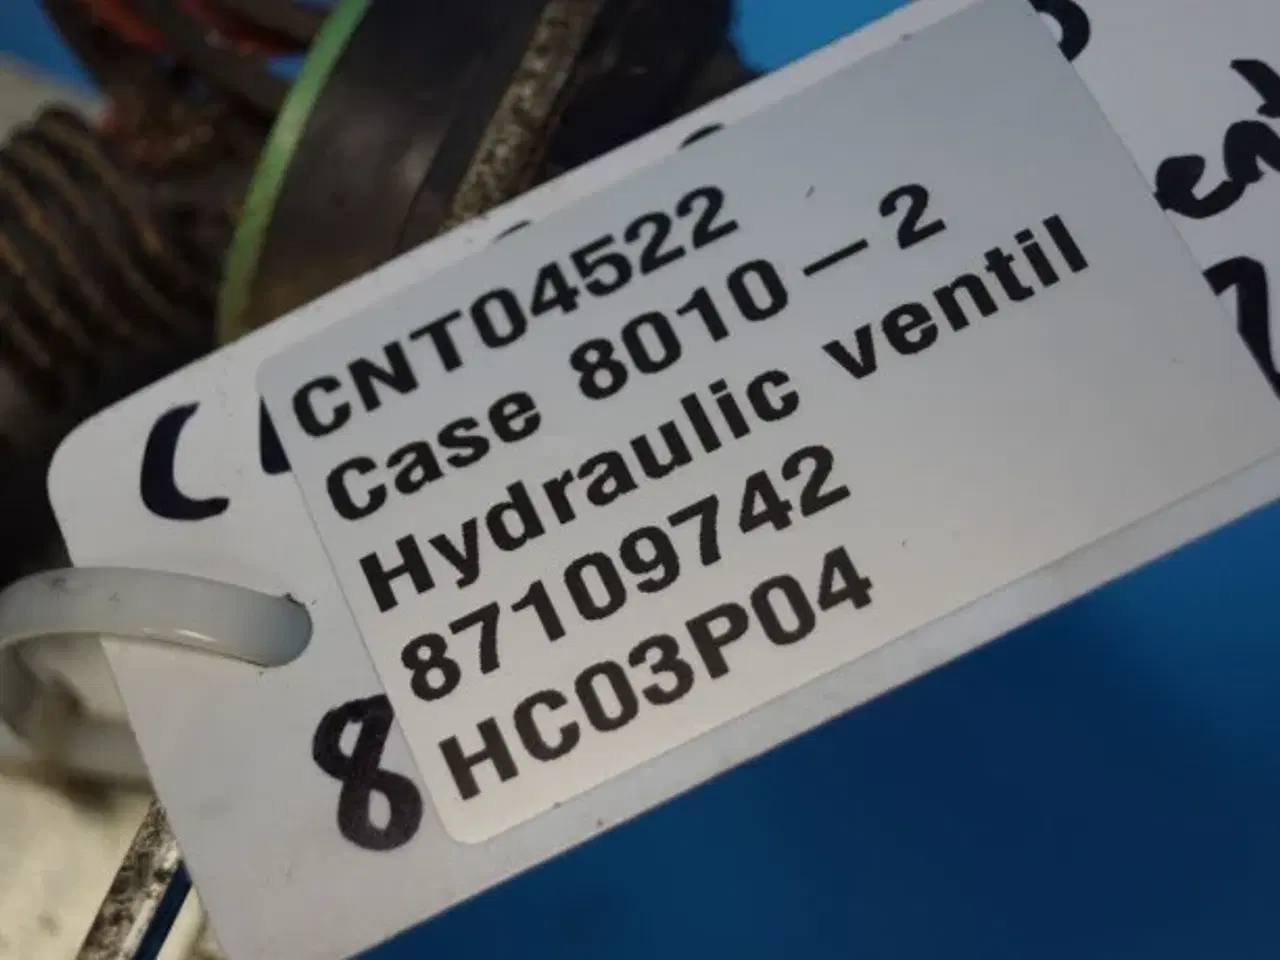 CNT04522
Case 8010-2
Hydraulic ventil
87109742
HC03P04
8